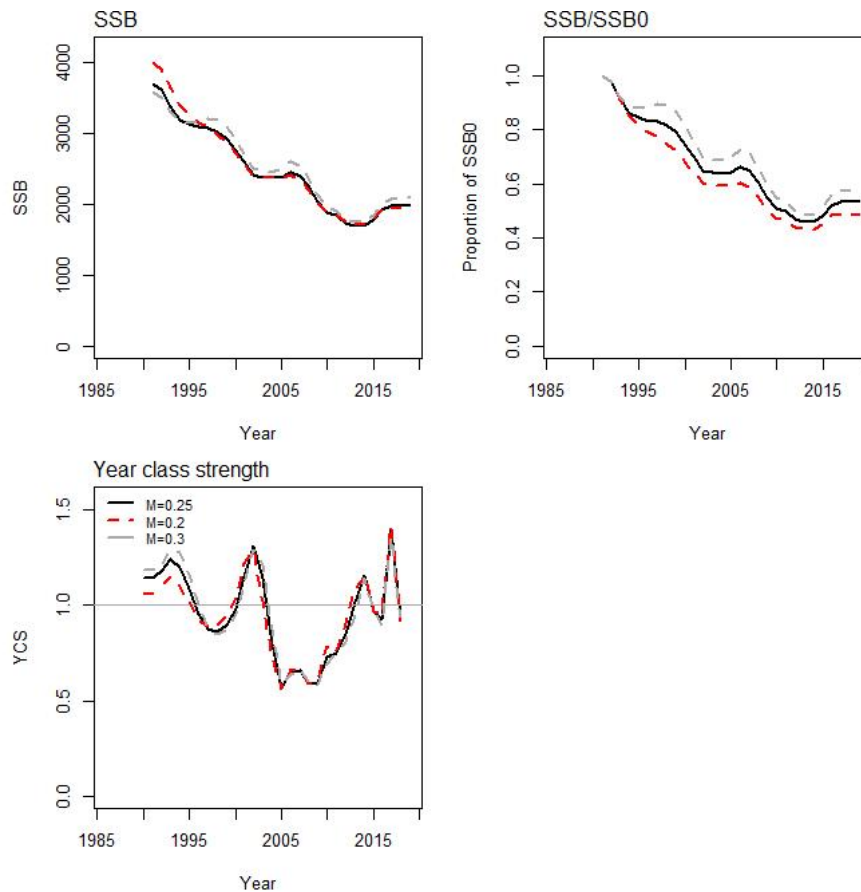 SSB
SSB
4000
3000
2000
1000
0
1985 1995 2005 2015
Year
SSB/SSB0
Proportion of SSB0
1.0
0.8
0.6
0.4
0.2
0.0
1985 1995 2005 2015
Year
Year class strength
YCS
1.5
1.0
0.5
0.0
M=0.25
M=0.2
M=0.3
1985 1995 2005 2015
Year